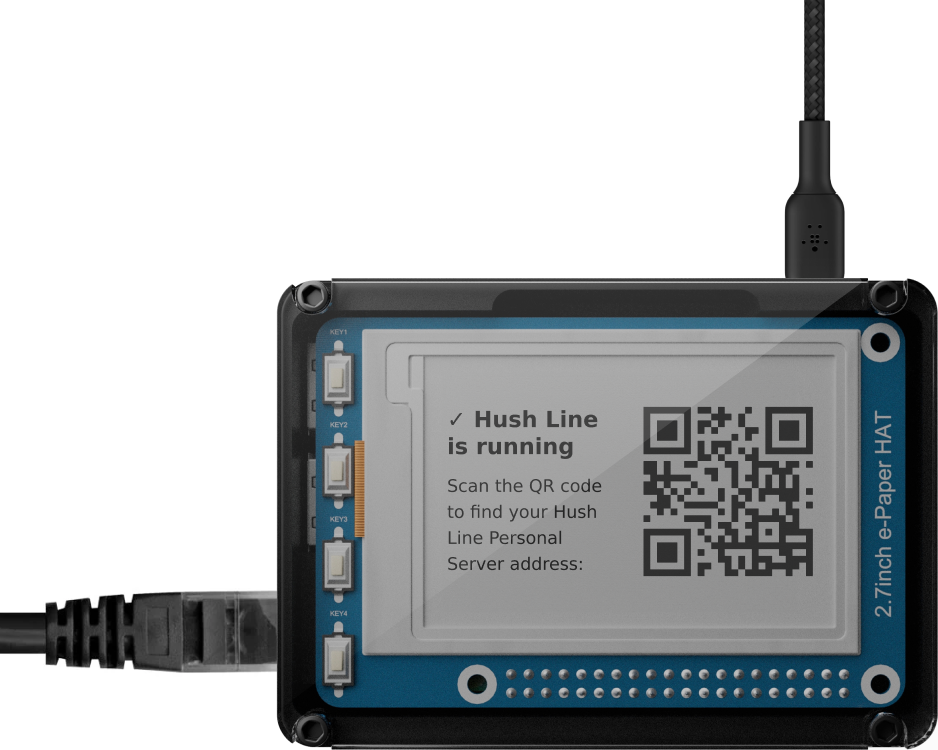 KEY1
KEY2
KEY3
KEY4
✓ Hush Line
is running
Scan the QR code
to find your Hush
Line Personal
Server address:
2.7inch e-Paper HAT